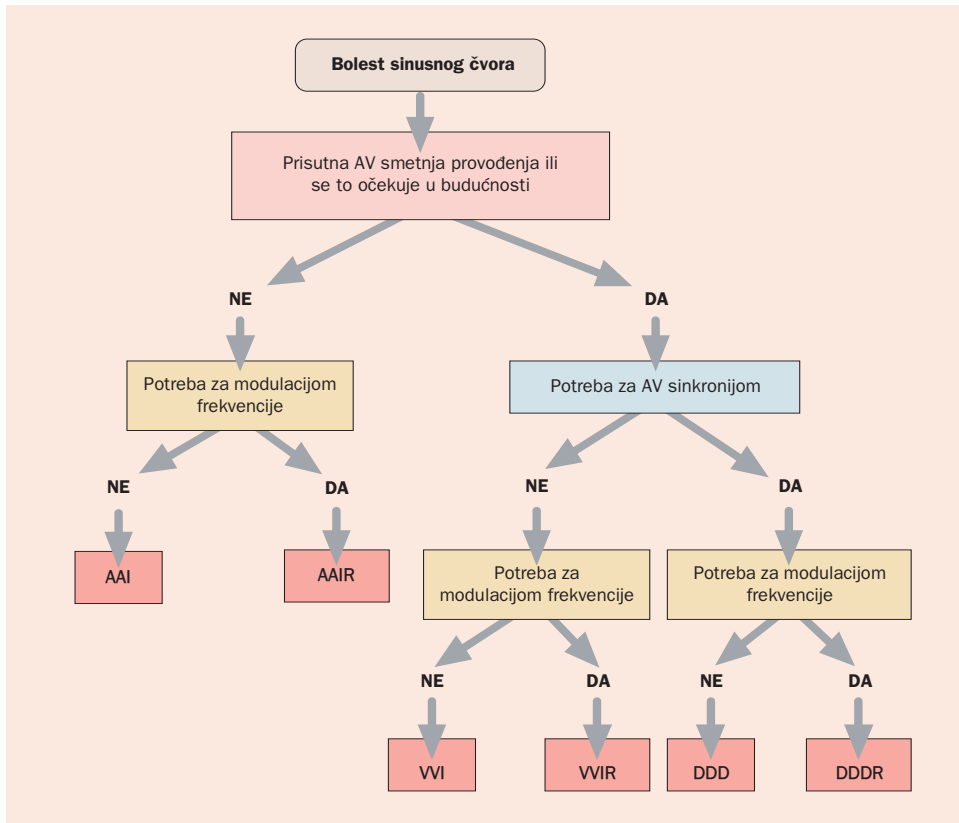 Bolest sinusnog čvora
Prisutna AV smetnja provođenja ili
se to očekuje u budućnosti
NE
DA
Potreba za modulacijom
frekvencije
Potreba za AV sinkronijom
NE
DA
NE
DA
AAI
AAIR
Potreba za
modulacijom frekvencije
Potreba za modulacijom
frekvencije
NE
DA
NE
DA
VVI
VVIR
DDD
DDDR